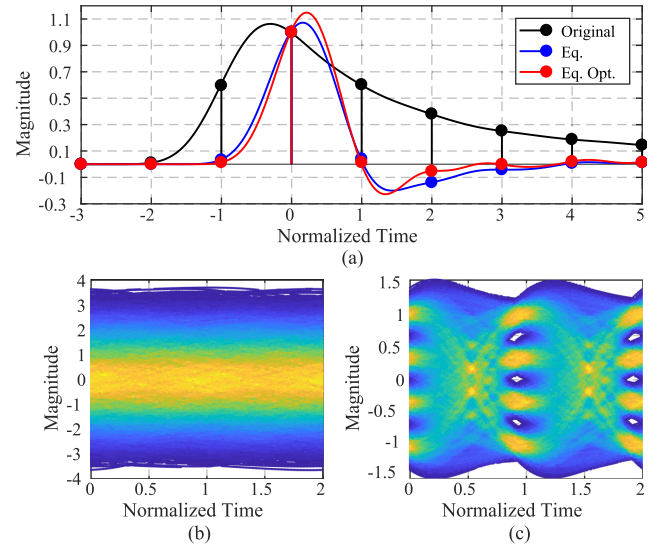 1.1
0.9
0.7
0.5
0.3
0.1
-0.1
-0.3
Magnitude
Original
Eq.
Eq. Opt.
-3 -2 -1 0 1 2 3 4 5
Normalized Time
(a)
4
3
2
1
0
-1
-2
-3
-4
Magnitude
0 0.5 1 1.5 2
Normalized Time
(b)
1.5
1
0.5
0
-0.5
-1
-1.5
Magnitude
0 0.5 1 1.5 2
Normalized Time
(c)